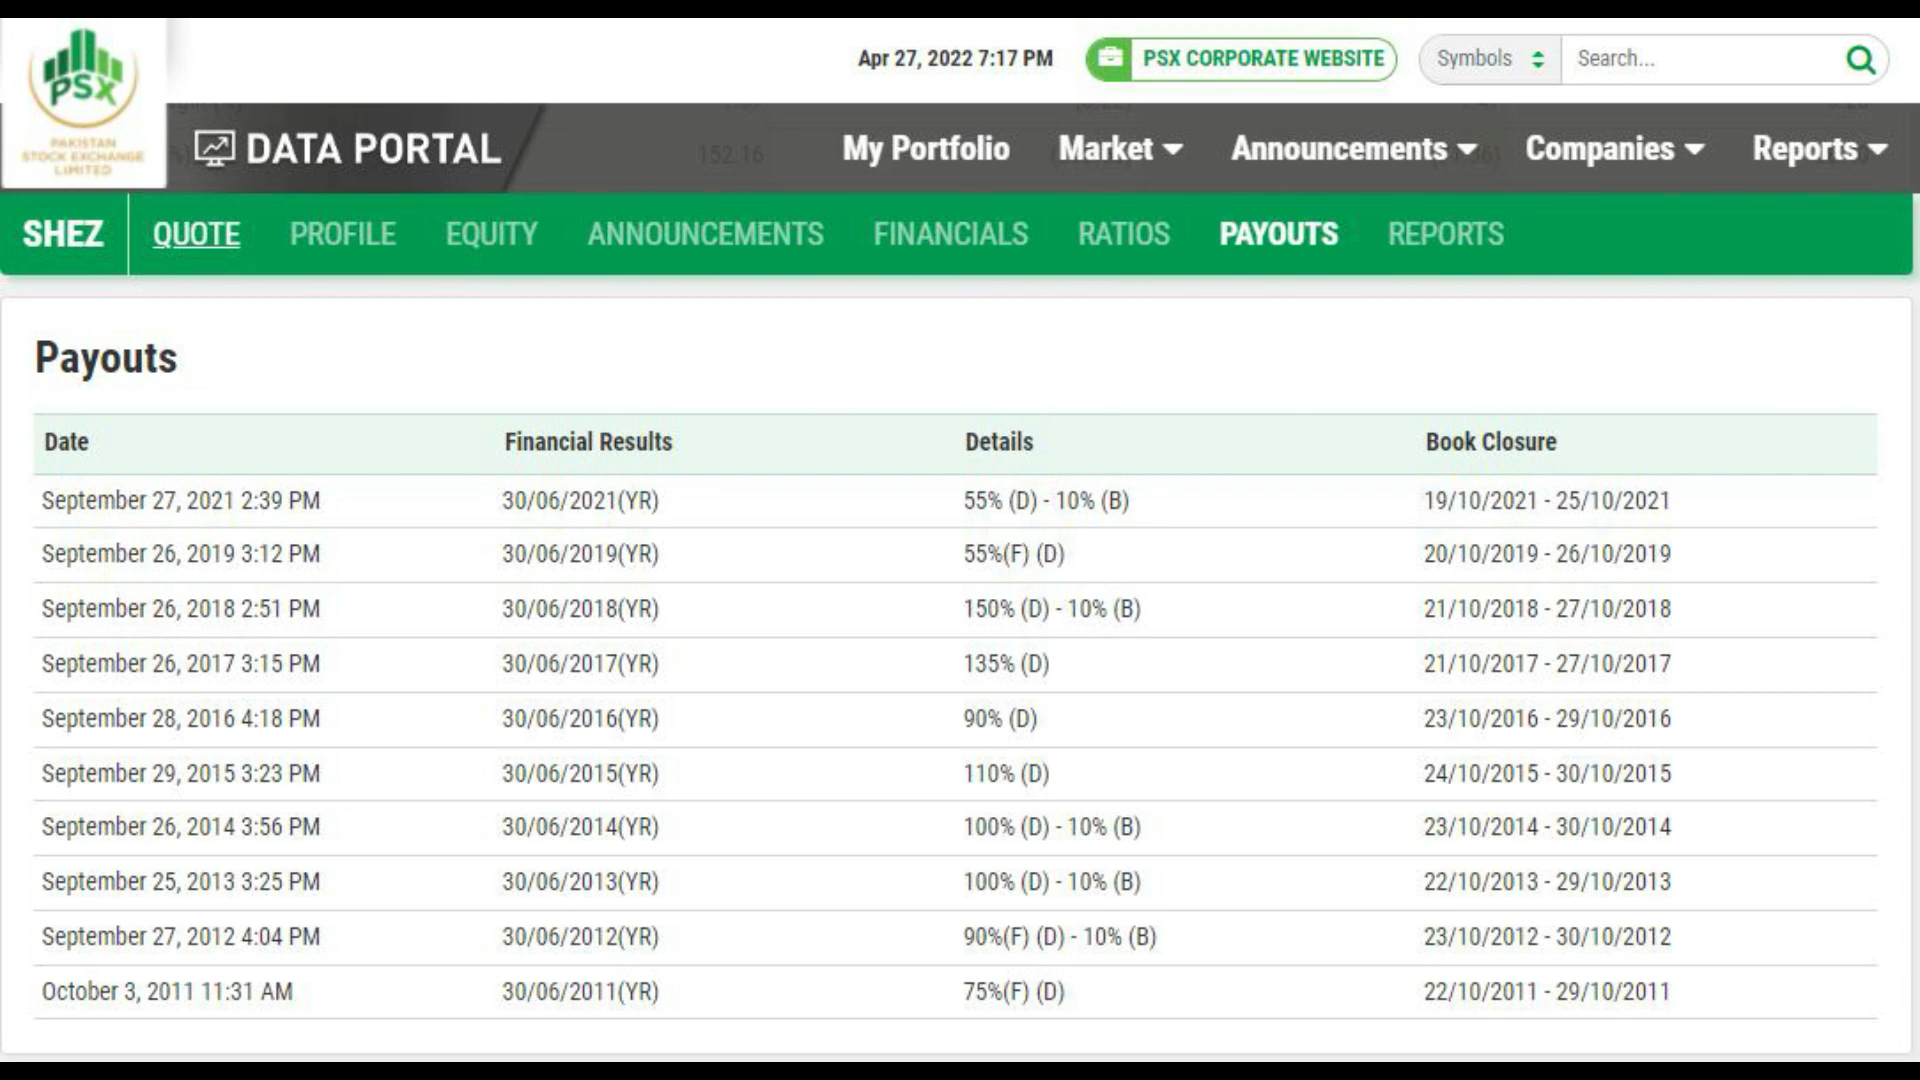 PSX
PAKISTAN
STOCK EXCHANGE
LIMITED
Apr 27, 2022 7:17 PM
PSX CORPORATE WEBSITE
Symbols
Search...
DATA PORTAL
152.16
My Portfolio
Market
Announcements
Companies
Reports
SHEZ
QUOTE
PROFILE
EQUITY
ANNOUNCEMENTS
FINANCIALS
RATIOS
PAYOUTS
REPORTS
Payouts
Date Financial Results Details Book Closure
September 27, 2021 2:39 PM 30/06/2021(YR) 55% (D) - 10% (B) 19/10/2021 - 25/10/2021
September 26, 2019 3:12 PM 30/06/2019(YR) 55%(F) (D) 20/10/2019 - 26/10/2019
September 26, 2018 2:51 PM 30/06/2018(YR) 150% (D) - 10% (B) 21/10/2018 - 27/10/2018
September 26, 2017 3:15 PM 30/06/2017(YR) 135% (D) 21/10/2017 - 27/10/2017
September 28, 2016 4:18 PM 30/06/2016(YR) 90% (D) 23/10/2016 - 29/10/2016
September 29, 2015 3:23 PM 30/06/2015(YR) 110% (D) 24/10/2015 - 30/10/2015
September 26, 2014 3:56 PM 30/06/2014(YR) 100% (D) - 10% (B) 23/10/2014 - 30/10/2014
September 25, 2013 3:25 PM 30/06/2013(YR) 100% (D) - 10% (B) 22/10/2013 - 29/10/2013
September 27, 2012 4:04 PM 30/06/2012(YR) 90%(F) (D) - 10% (B) 23/10/2012 - 30/10/2012
October 3, 2011 11:31 AM 30/06/2011(YR) 75%(F) (D) 22/10/2011 - 29/10/2011